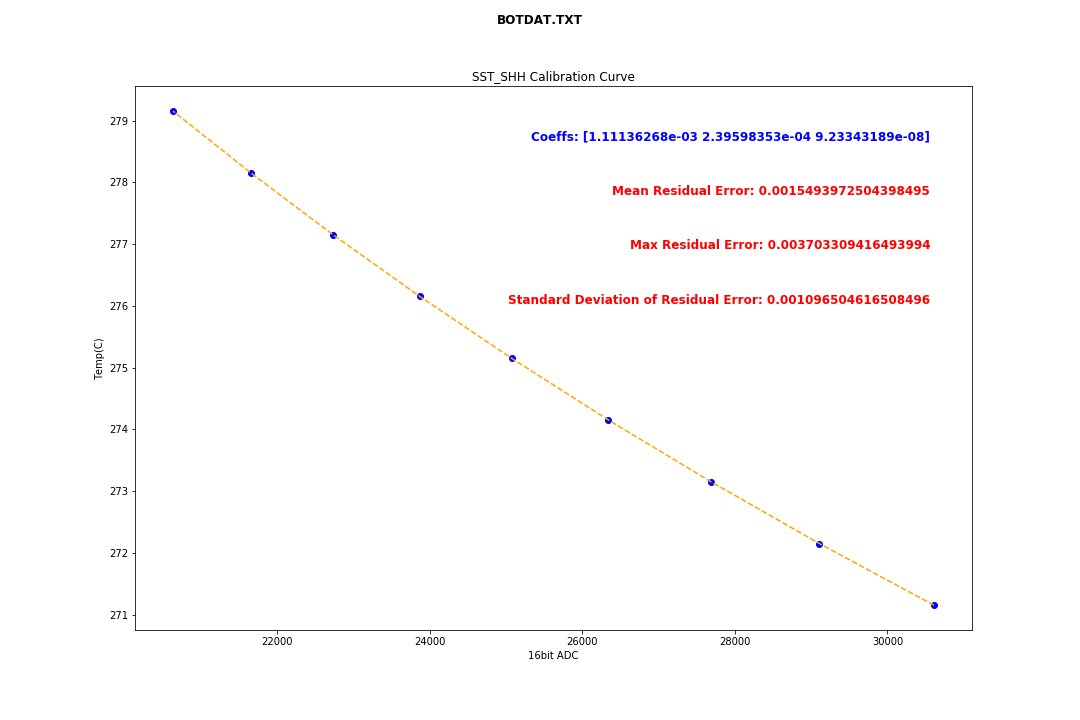 BOTDAT.TXT
SST_SHH Calibration Curve
Coeffs: [1.11136268e-03 2.39598353e-04 9.23343189e-08]
Mean Residual Error: 0.0015493972504398495
Max Residual Error: 0.003703309416493994
Standard Deviation of Residual Error: 0.001096504616508496
279
278
277
276
275
274
273
272
271
Temp(C)
22000 24000 26000 28000 30000
16bit ADC